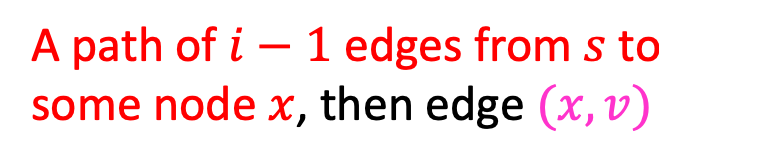 A path of i − 1 edges from s to
some node x, then edge (x, v)